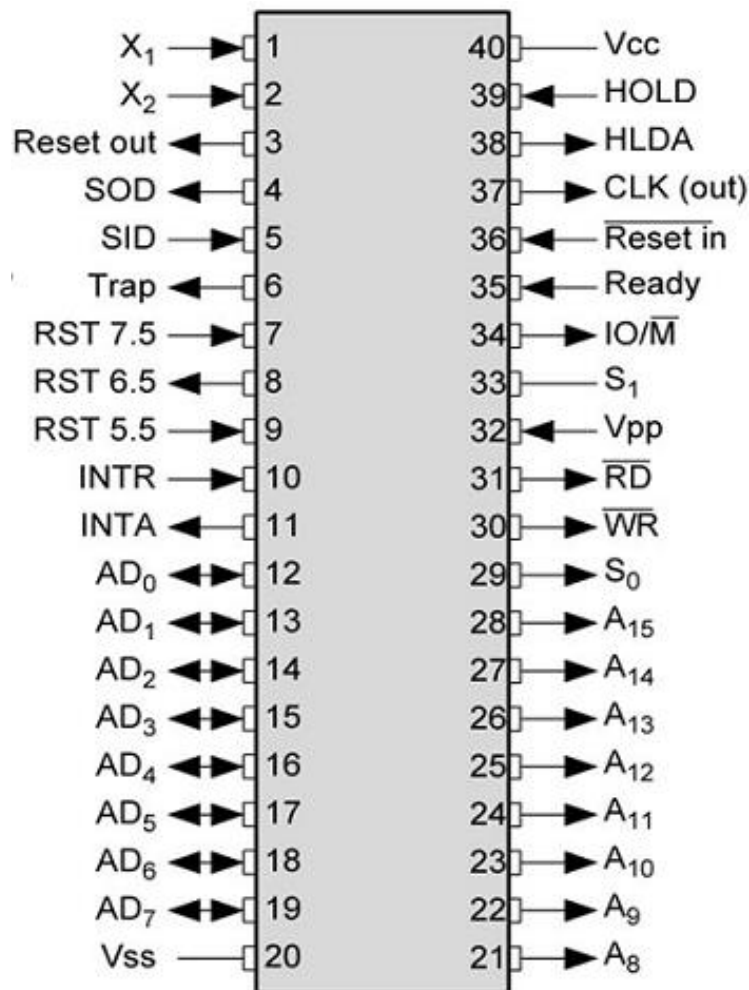 X₁ 1 40 Vcc
X₂ 2 39 HOLD
Reset out 3 38 HLDA
SOD 4 37 CLK (out)
SID 5 36 R̅e̅s̅e̅t̅ ̅i̅n̅
Trap 6 35 Ready
RST 7.5 7 34 IO/M̅
RST 6.5 8 33 S₁
RST 5.5 9 32 Vpp
INTR 10 31 R̅D̅
INTA 11 30 W̅R̅
AD₀ 12 29 S₀
AD₁ 13 28 A₁₅
AD₂ 14 27 A₁₄
AD₃ 15 26 A₁₃
AD₄ 16 25 A₁₂
AD₅ 17 24 A₁₁
AD₆ 18 23 A₁₀
AD₇ 19 22 A₉
Vss 20 21 A₈